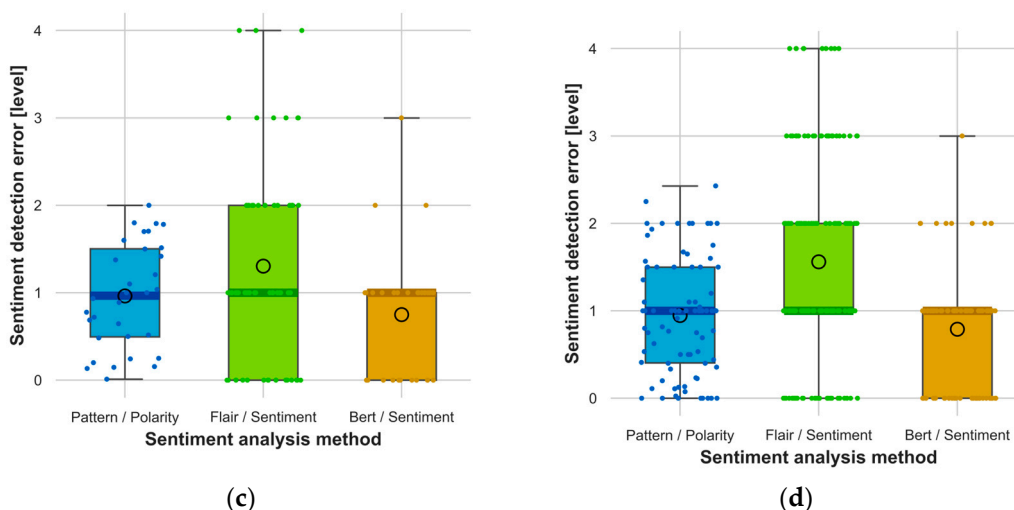 Sentiment detection error [level]
4
3
2
1
0
Pattern / Polarity Flair / Sentiment Bert / Sentiment
Sentiment analysis method
(c)
Sentiment detection error [level]
4
3
2
1
0
Pattern / Polarity Flair / Sentiment Bert / Sentiment
Sentiment analysis method
(d)